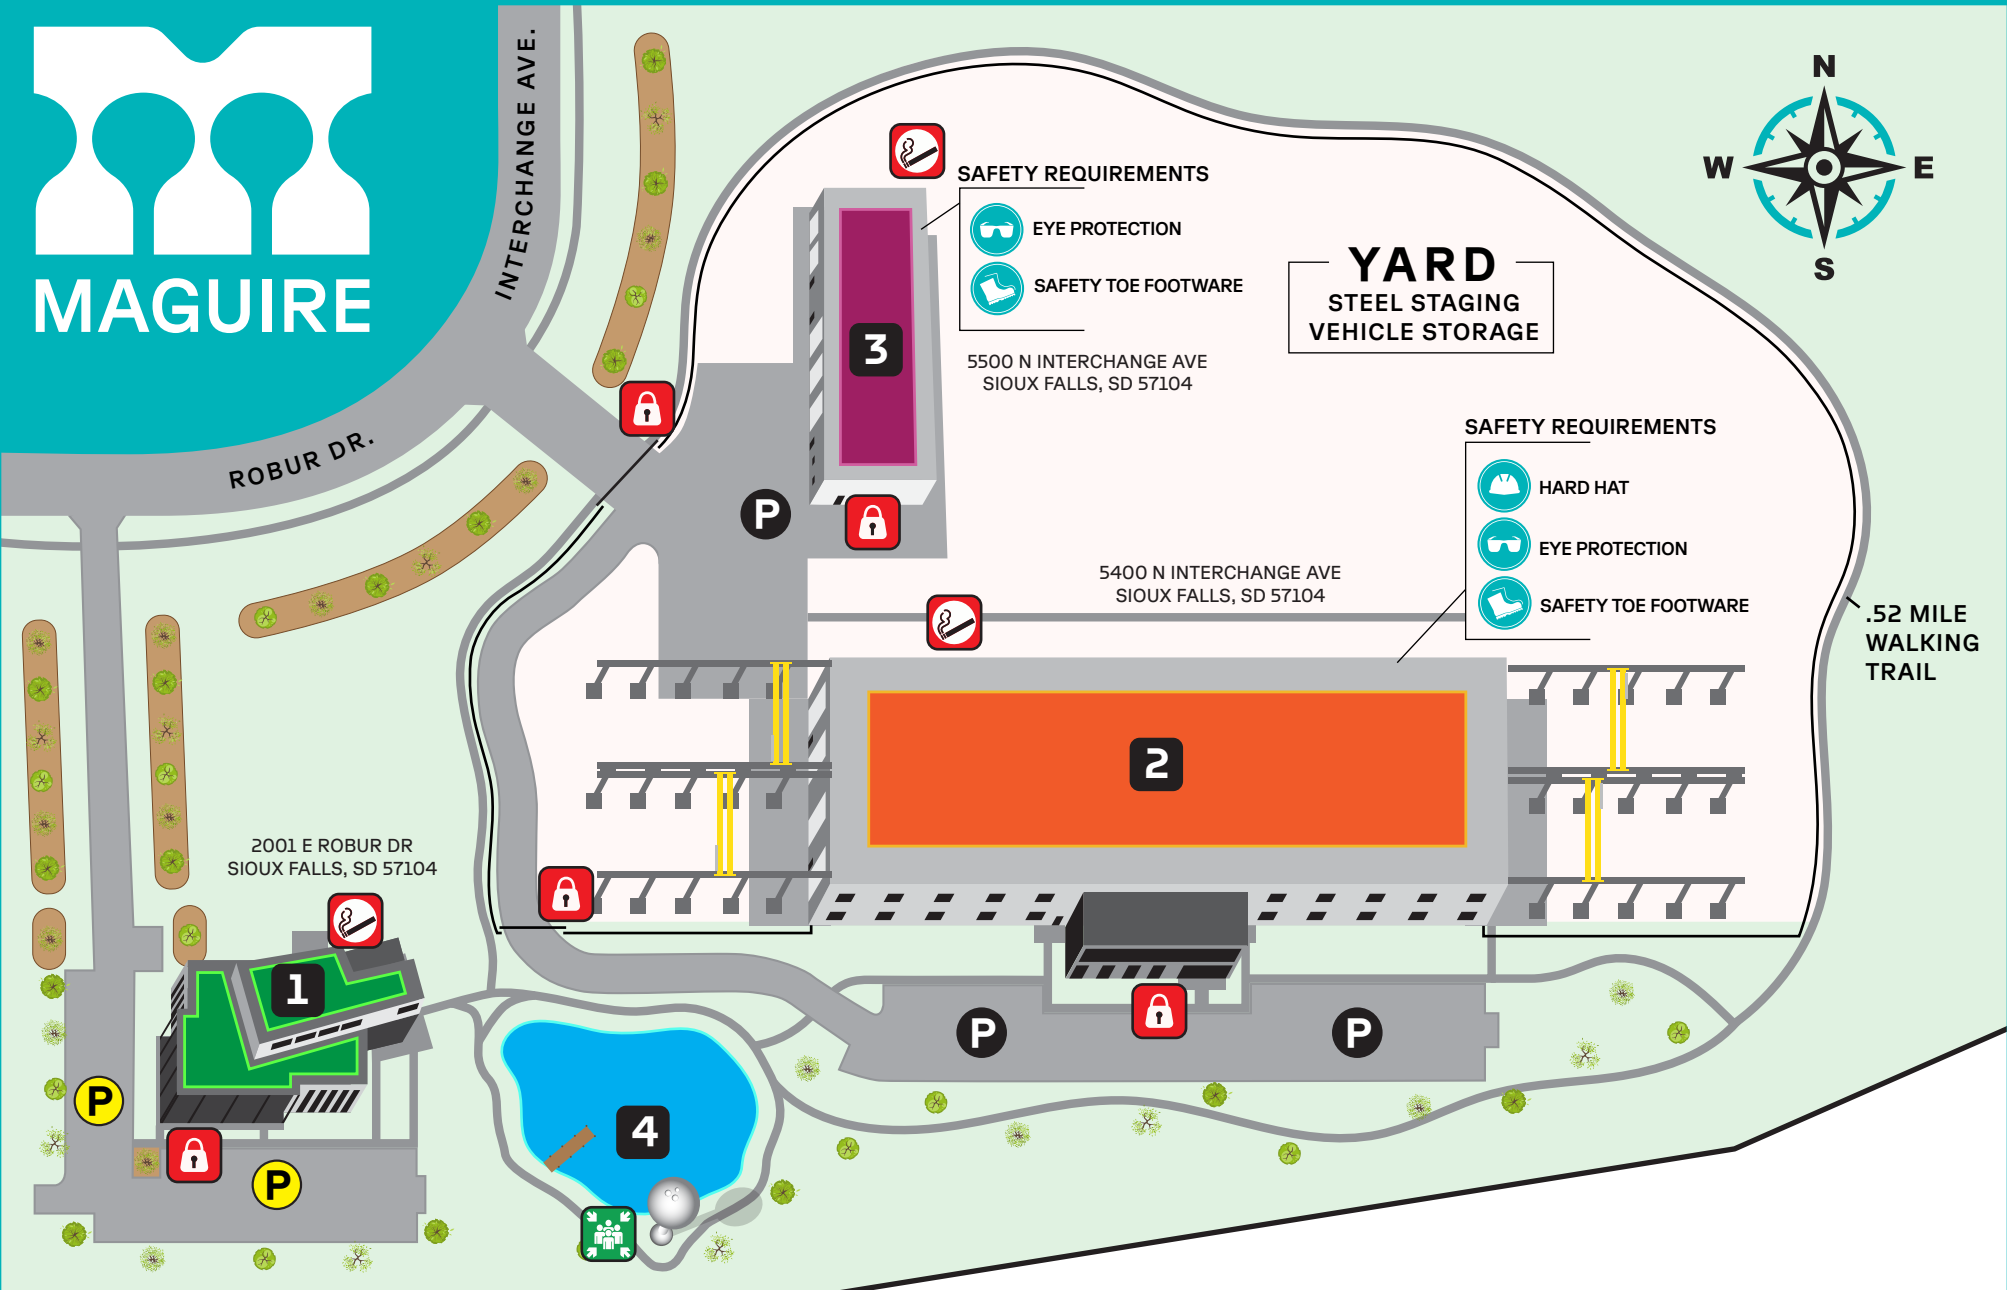 MAGUIRE
INTERCHANGE AVE.
ROBUR DR.
N
W
E
S
SAFETY REQUIREMENTS
EYE PROTECTION
SAFETY TOE FOOTWARE
3
5500 N INTERCHANGE AVE
SIOUX FALLS, SD 57104
YARD
STEEL STAGING
VEHICLE STORAGE
SAFETY REQUIREMENTS
HARD HAT
EYE PROTECTION
SAFETY TOE FOOTWARE
P
5400 N INTERCHANGE AVE
SIOUX FALLS, SD 57104
.52 MILE
WALKING
TRAIL
2
2001 E ROBUR DR
SIOUX FALLS, SD 57104
1
P
P
P
4
P